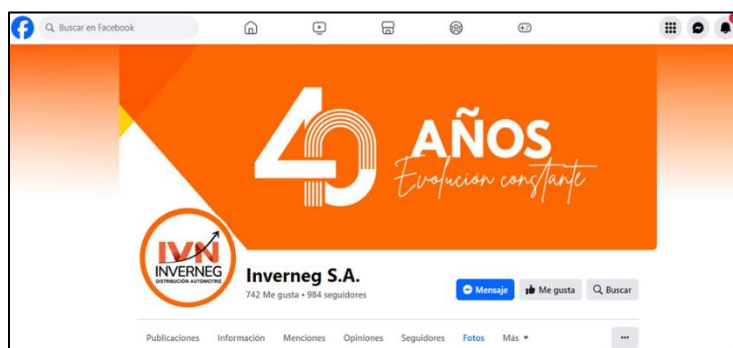 Buscar en Facebook
40 AÑOS
Evolución constante
IVN
INVERNEG
DISTRIBUCIÓN AUTOMOTRIZ
Inverneg S.A.
742 Me gusta • 984 seguidores
Mensaje Me gusta Buscar
Publicaciones Información Menciones Opiniones Seguidores Fotos Más